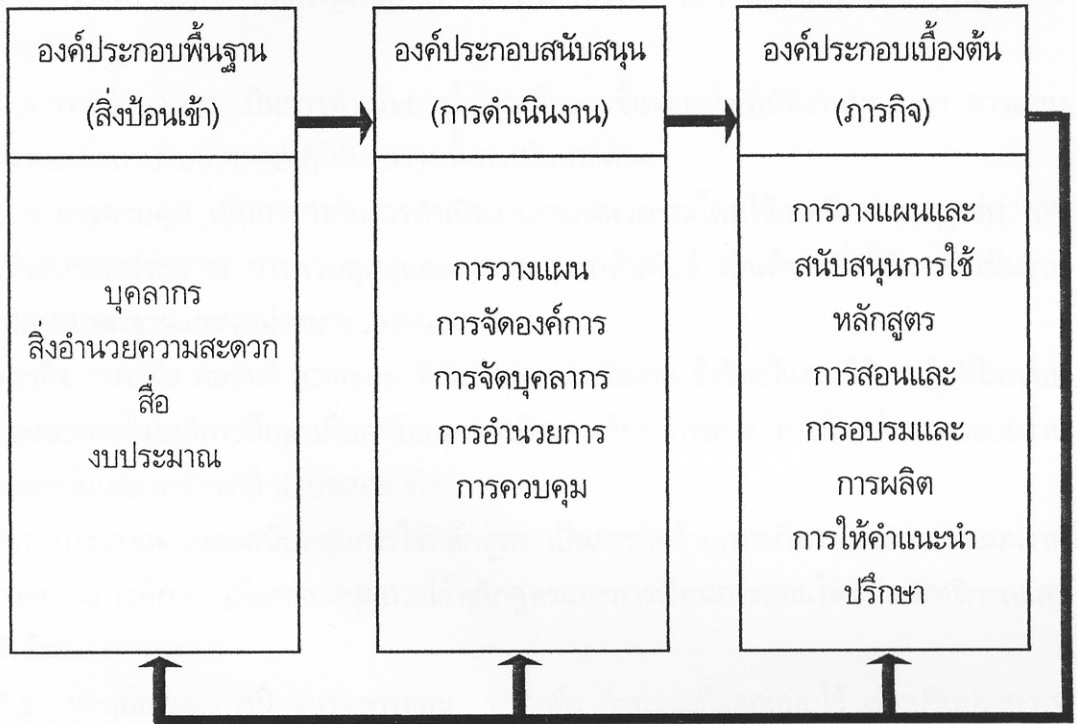 องค์ประกอบพื้นฐาน
(สิ่งป้อนเข้า)
บุคลากร
สิ่งอำนวยความสะดวก
สื่อ
งบประมาณ
องค์ประกอบสนับสนุน
(การดำเนินงาน)
การวางแผน
การจัดองค์การ
การจัดบุคลากร
การอำนวยการ
การควบคุม
องค์ประกอบเบื้องต้น
(ภารกิจ)
การวางแผนและ
สนับสนุนการใช้
หลักสูตร
การสอนและ
การอบรมและ
การผลิต
การให้คำแนะนำ
ปรึกษา